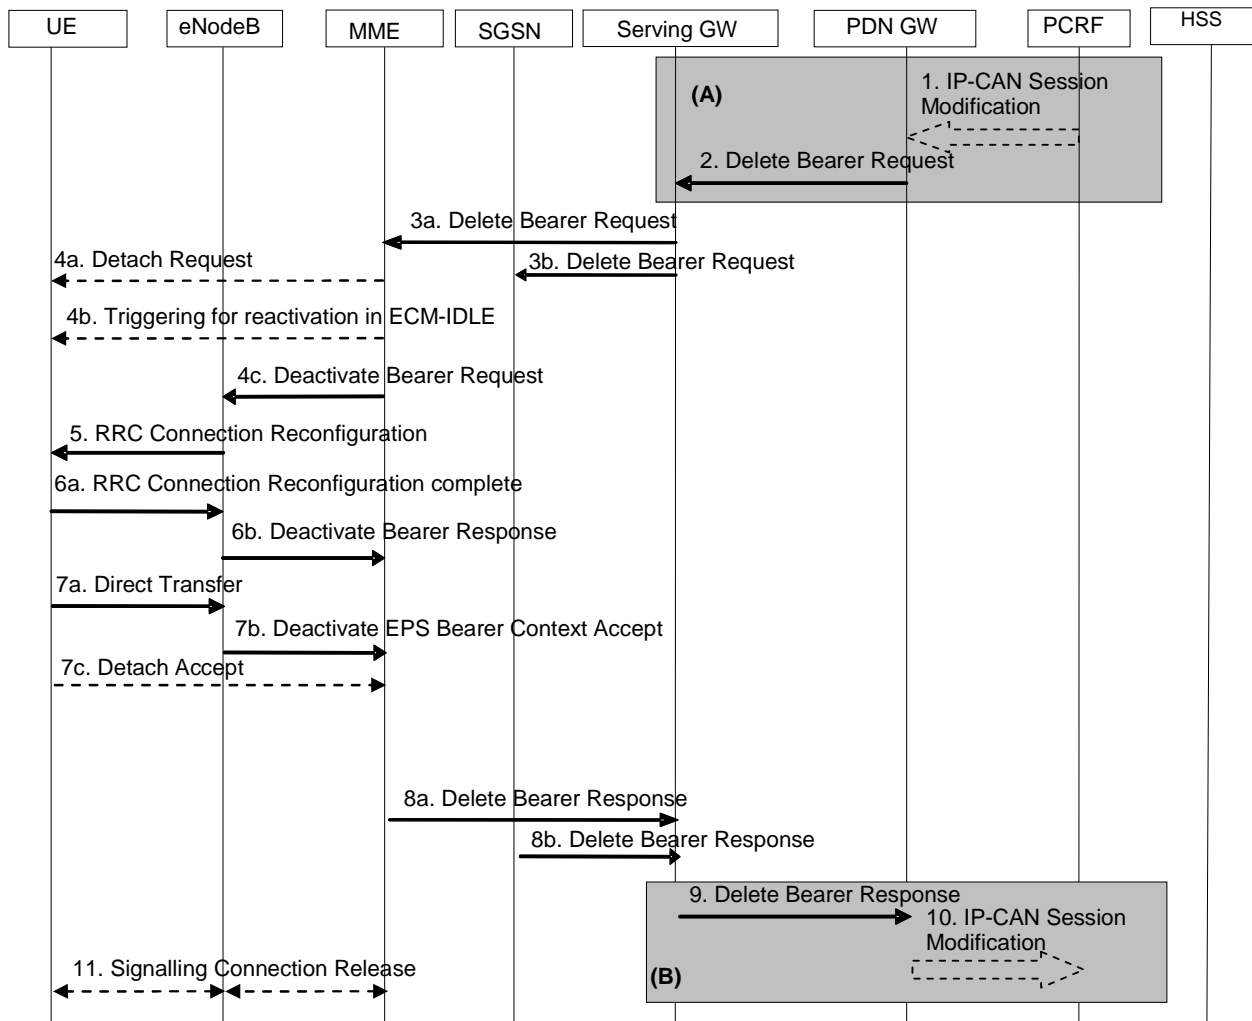 UE
eNodeB
MME
SGSN
Serving GW
PDN GW
PCRF
HSS
(A)
1. IP-CAN Session
Modification
2. Delete Bearer Request
3a. Delete Bearer Request
4a. Detach Request
3b. Delete Bearer Request
4b. Triggering for reactivation in ECM-IDLE
4c. Deactivate Bearer Request
5. RRC Connection Reconfiguration
6a. RRC Connection Reconfiguration complete
6b. Deactivate Bearer Response
7a. Direct Transfer
7b. Deactivate EPS Bearer Context Accept
7c. Detach Accept
8a. Delete Bearer Response
8b. Delete Bearer Response
9. Delete Bearer Response
10. IP-CAN Session
Modification
11. Signalling Connection Release
(B)